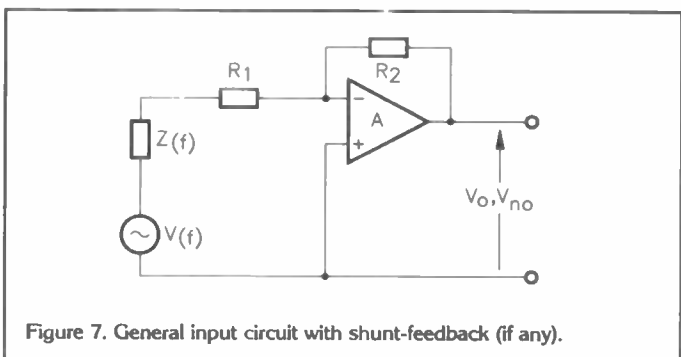 R1
R2
Z(f)
A
−
+
V(f)
Vo,Vno
Figure 7. General input circuit with shunt-feedback (if any).